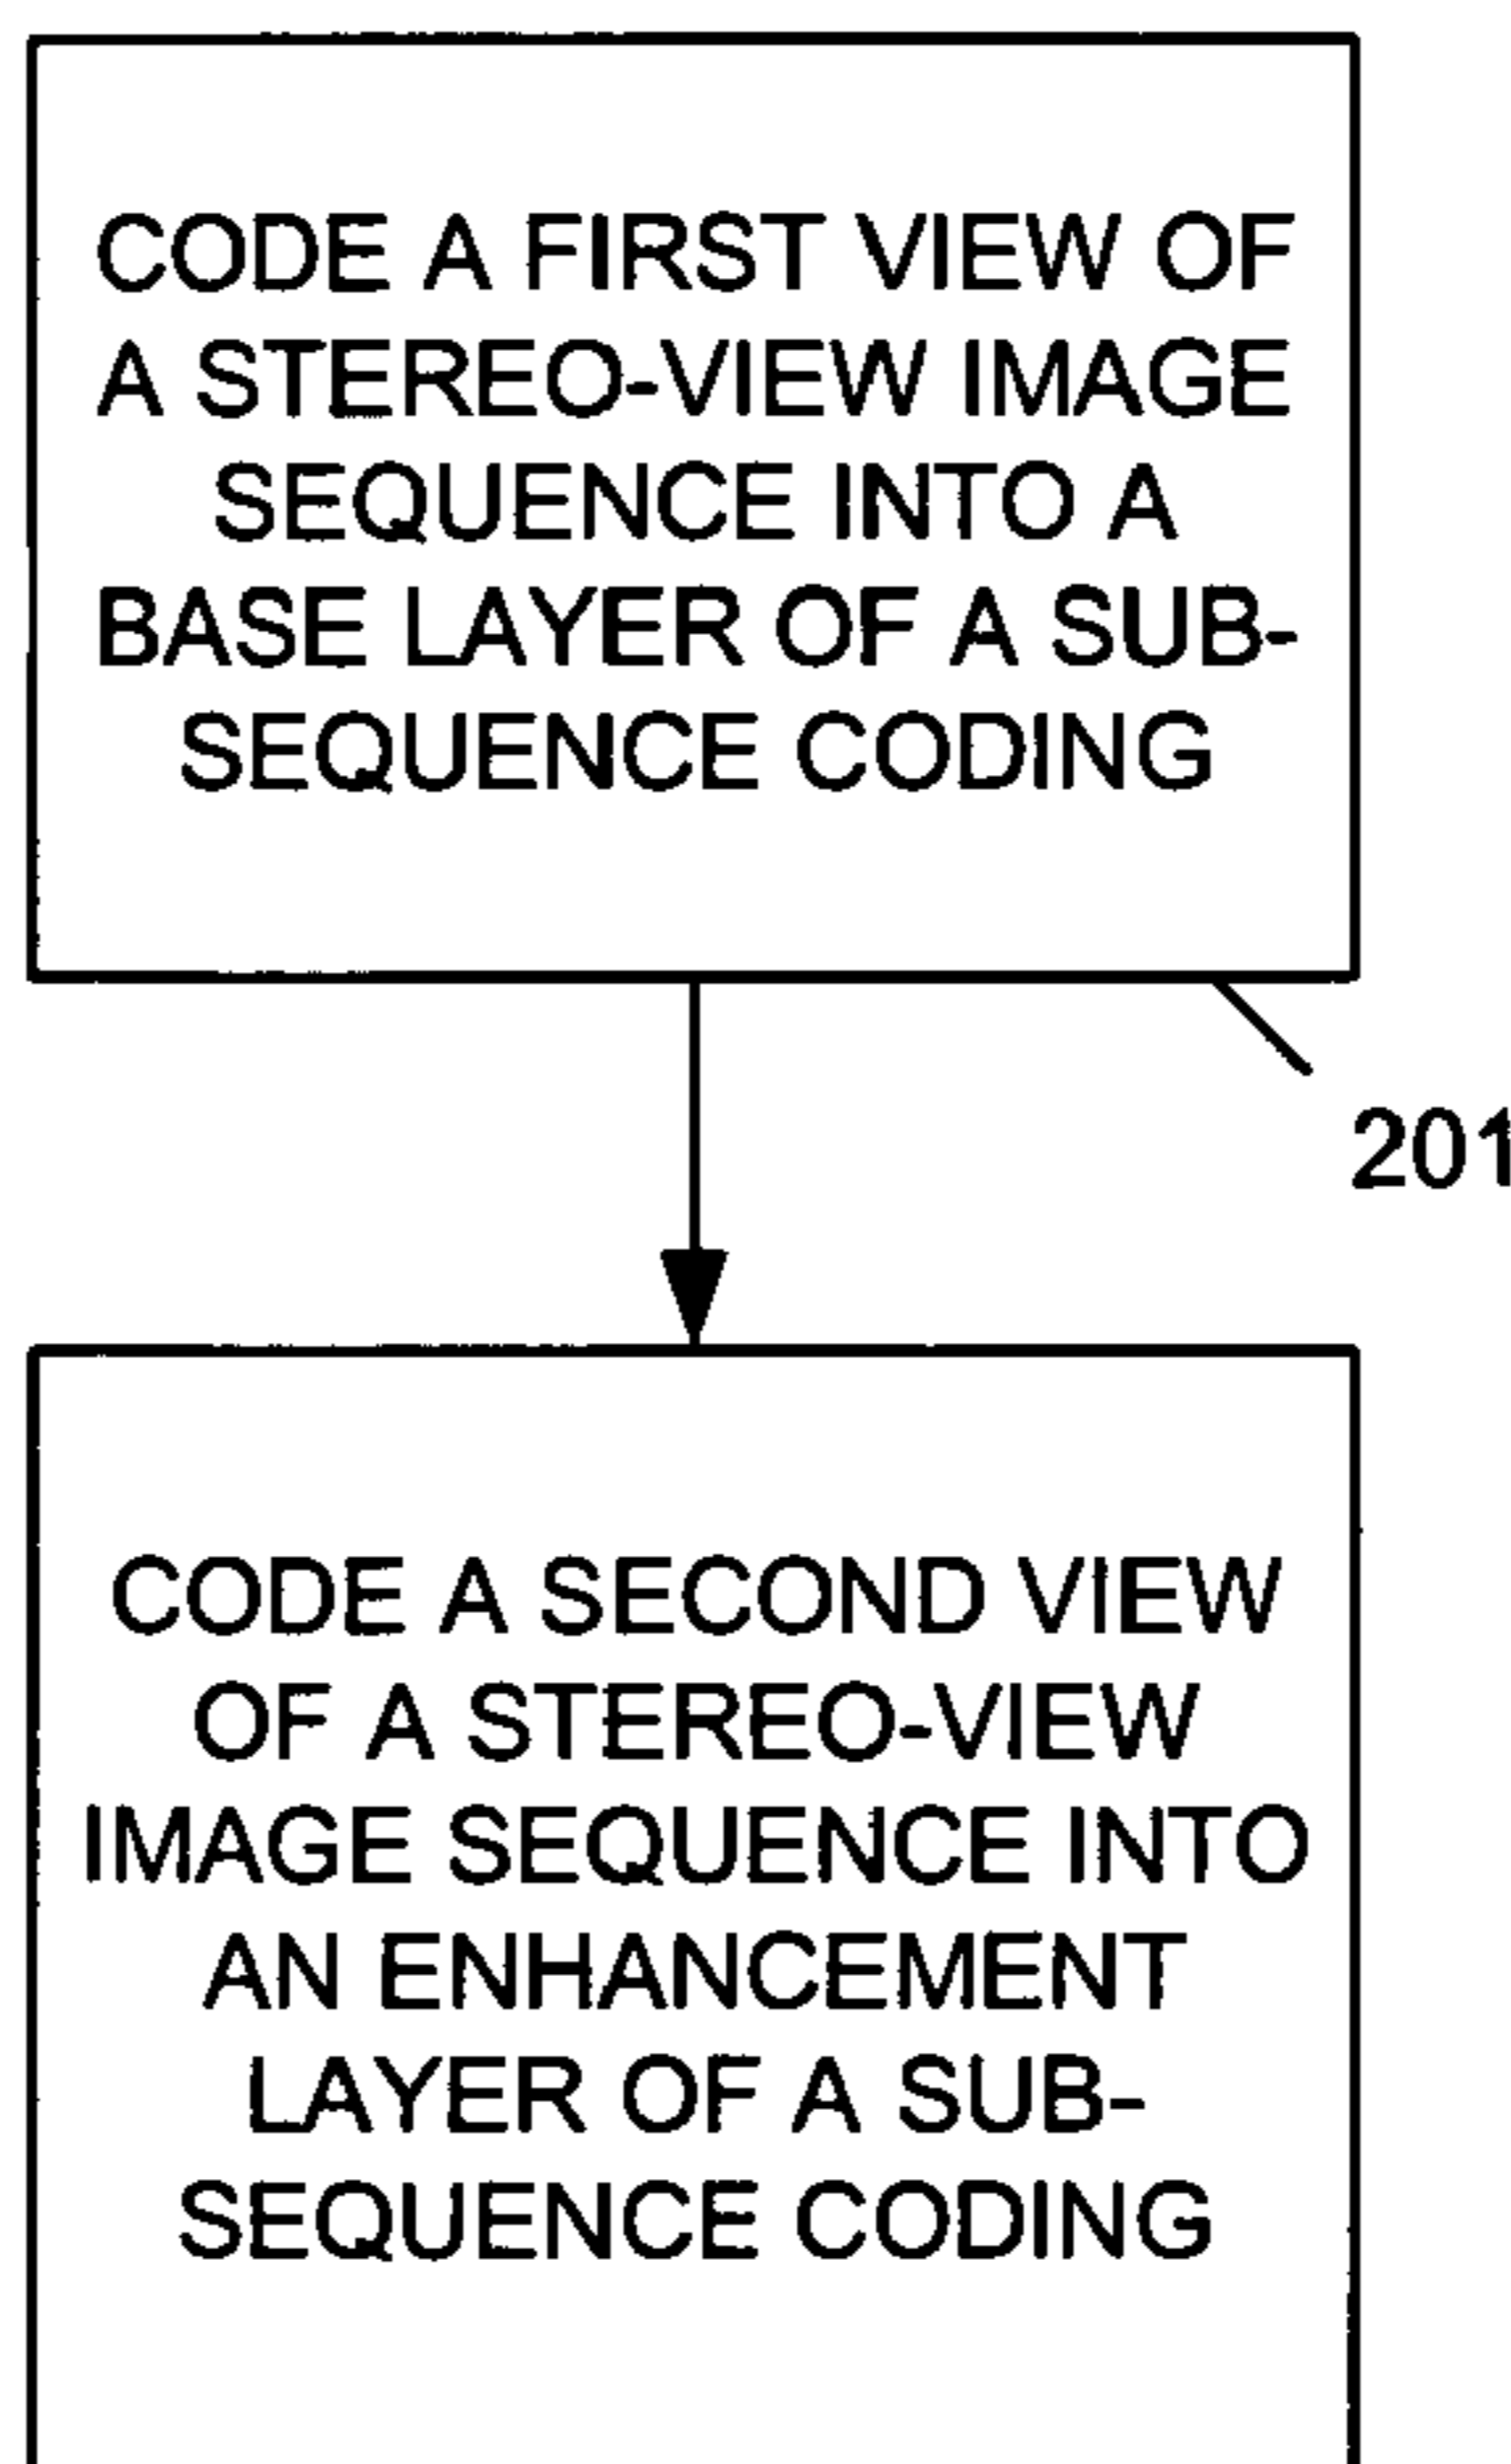 CODE A FIRST VIEW OF
A STEREO-VIEW IMAGE
SEQUENCE INTO A
BASE LAYER OF A SUB-
SEQUENCE CODING
201
CODE A SECOND VIEW
OF A STEREO-VIEW
IMAGE SEQUENCE INTO
AN ENHANCEMENT
LAYER OF A SUB-
SEQUENCE CODING